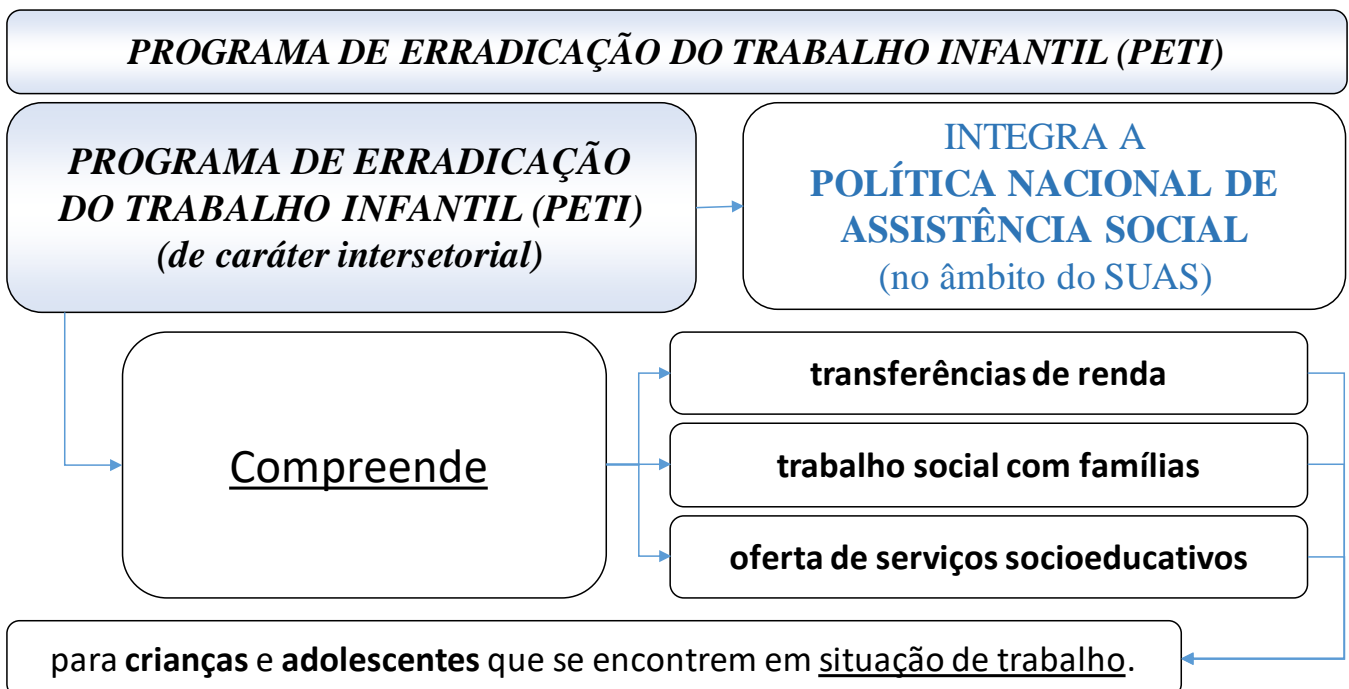 PROGRAMA DE ERRADICAÇÃO DO TRABALHO INFANTIL (PETI)
PROGRAMA DE ERRADICAÇÃO
DO TRABALHO INFANTIL (PETI)
(de caráter intersetorial)
INTEGRA A
POLÍTICA NACIONAL DE
ASSISTÊNCIA SOCIAL
(no âmbito do SUAS)
Compreende
transferências de renda
trabalho social com famílias
oferta de serviços socioeducativos
para crianças e adolescentes que se encontrem em situação de trabalho.